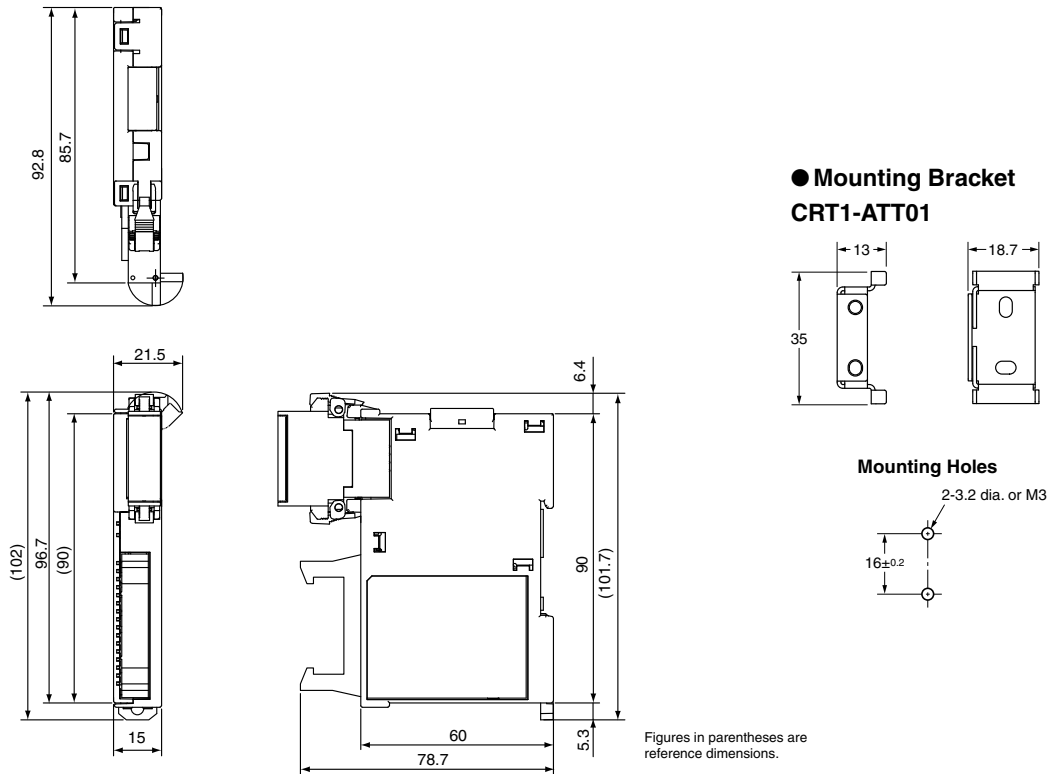 92.8
85.7
● Mounting Bracket
CRT1-ATT01
13
18.7
35
21.5
6.4
(102)
96.7
(90)
90
(101.7)
15
60
78.7
5.3
Mounting Holes
2-3.2 dia. or M3
16±0.2
Figures in parentheses are
reference dimensions.